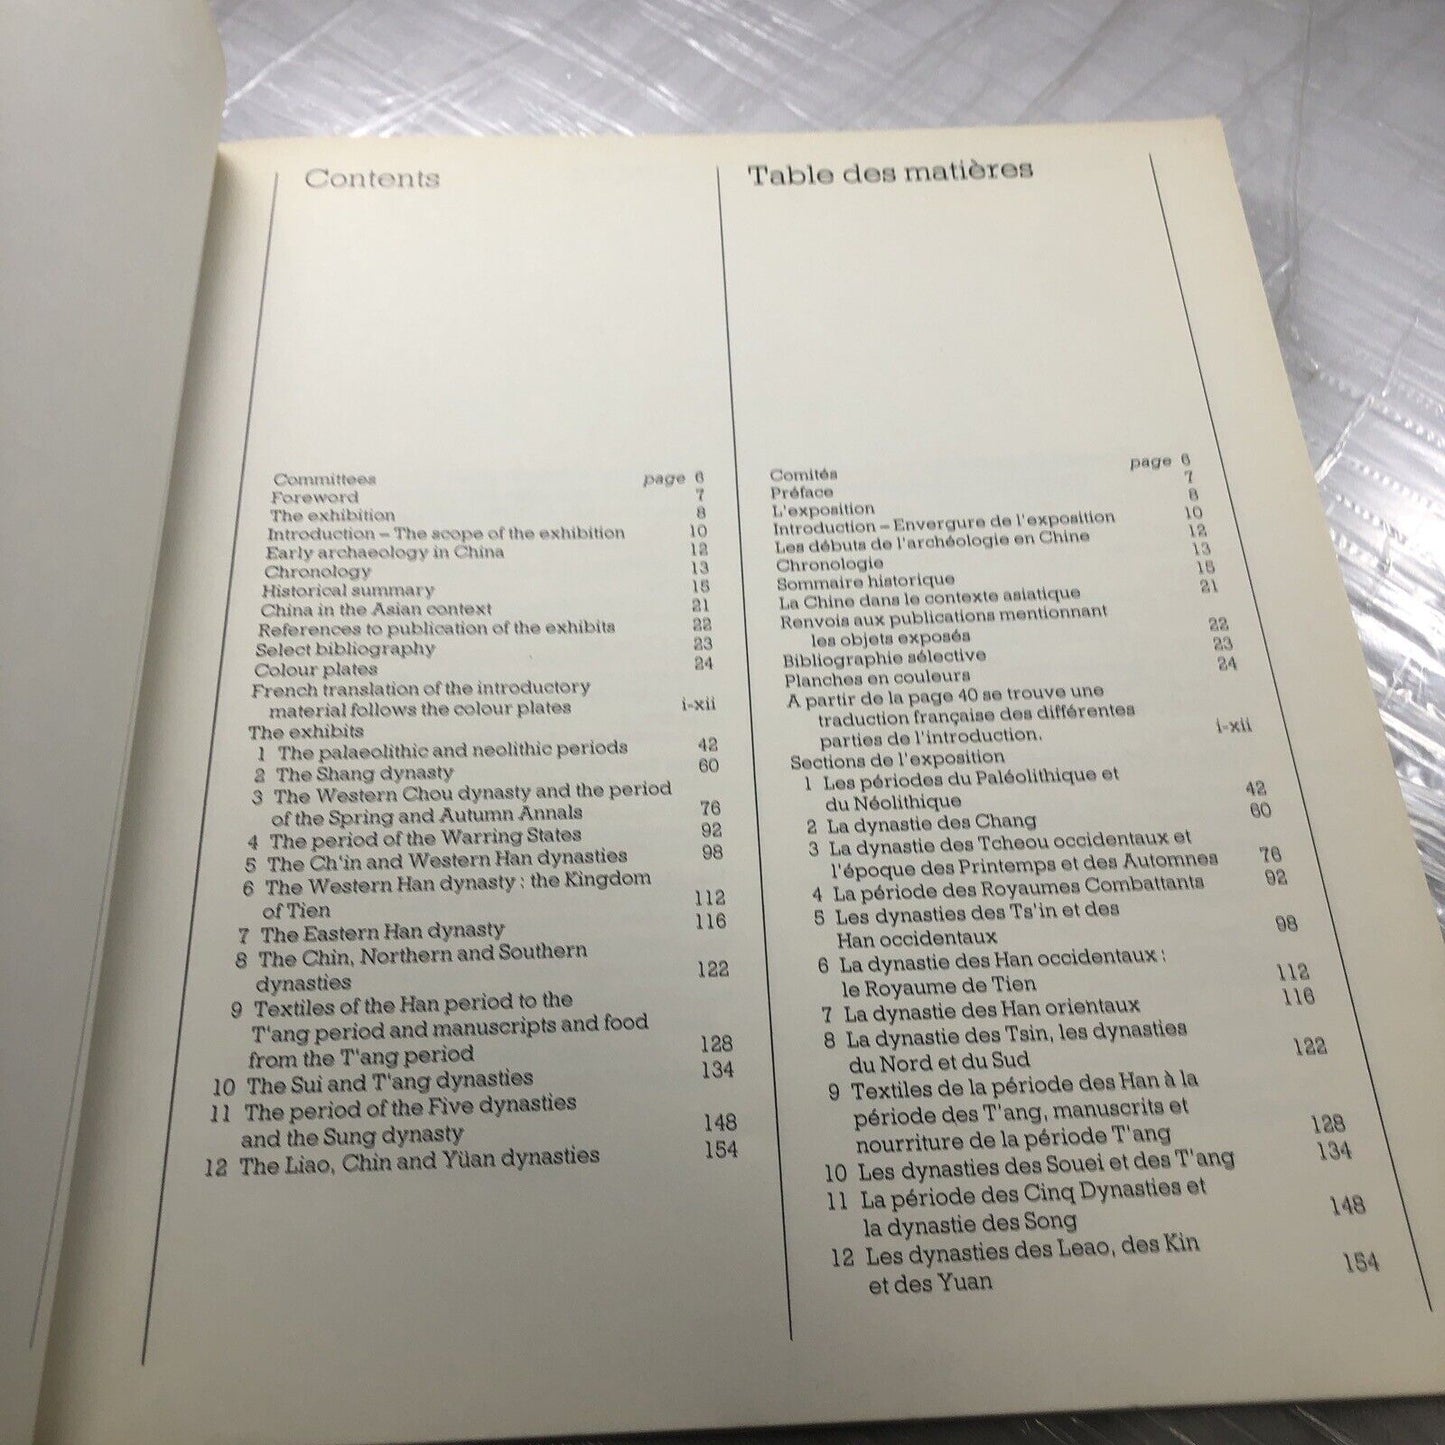 Contents
Committees page 6
Foreword 7
The exhibition 8
Introduction – The scope of the exhibition 10
Early archaeology in China 12
Chronology 13
Historical summary 15
China in the Asian context 21
References to publication of the exhibits 22
Select bibliography 23
Colour plates 24
French translation of the introductory
material follows the colour plates i-xii
The exhibits
1 The palaeolithic and neolithic periods 42
2 The Shang dynasty 60
3 The Western Chou dynasty and the period
of the Spring and Autumn Annals 76
4 The period of the Warring States 92
5 The Ch'in and Western Han dynasties 98
6 The Western Han dynasty : the Kingdom
of Tien 112
7 The Eastern Han dynasty 116
8 The Chin, Northern and Southern
dynasties 122
9 Textiles of the Han period to the
T'ang period and manuscripts and food
from the T'ang period 128
10 The Sui and T'ang dynasties 134
11 The period of the Five dynasties
and the Sung dynasty 148
12 The Liao, Chin and Yüan dynasties 154
Table des matières
Comités page 6
Préface 7
L'exposition 8
Introduction – Envergure de l'exposition 10
Les débuts de l'archéologie en Chine 12
Chronologie 13
Sommaire historique 15
La Chine dans le contexte asiatique 21
Renvois aux publications mentionnant
les objets exposés 22
Bibliographie sélective 23
Planches en couleurs 24
A partir de la page 40 se trouve une
traduction française des différentes
parties de l'introduction. i-xii
Sections de l'exposition
1 Les périodes du Paléolithique et
du Néolithique 42
2 La dynastie des Chang 60
3 La dynastie des Tcheou occidentaux et
l'époque des Printemps et des Automnes 76
4 La période des Royaumes Combattants 92
5 Les dynasties des Ts'in et des
Han occidentaux 98
6 La dynastie des Han occidentaux :
le Royaume de Tien 112
7 La dynastie des Han orientaux 116
8 La dynastie des Tsin, les dynasties
du Nord et du Sud 122
9 Textiles de la période des Han à la
période des T'ang, manuscrits et
nourriture de la période T'ang 128
10 Les dynasties des Souei et des T'ang 134
11 La période des Cinq Dynasties et
la dynastie des Song 148
12 Les dynasties des Leao, des Kin
et des Yuan 154